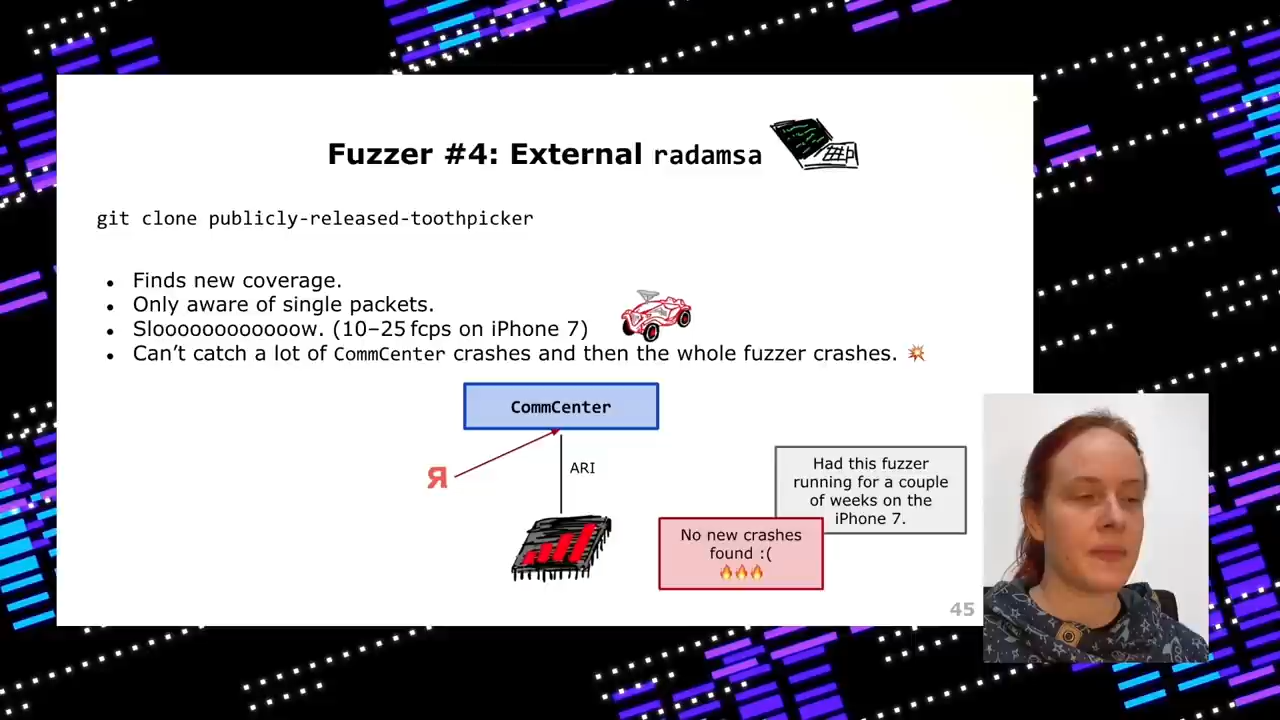 Fuzzer #4: External radamsa
git clone publicly-released-toothpicker
• Finds new coverage.
• Only aware of single packets.
• Slooooooooooooow. (10–25 fcps on iPhone 7)
• Can’t catch a lot of CommCenter crashes and then the whole fuzzer crashes. 💥
CommCenter
Я
ARI
Had this fuzzer
running for a couple
of weeks on the
iPhone 7.
No new crashes
found :(
🔥🔥🔥
45